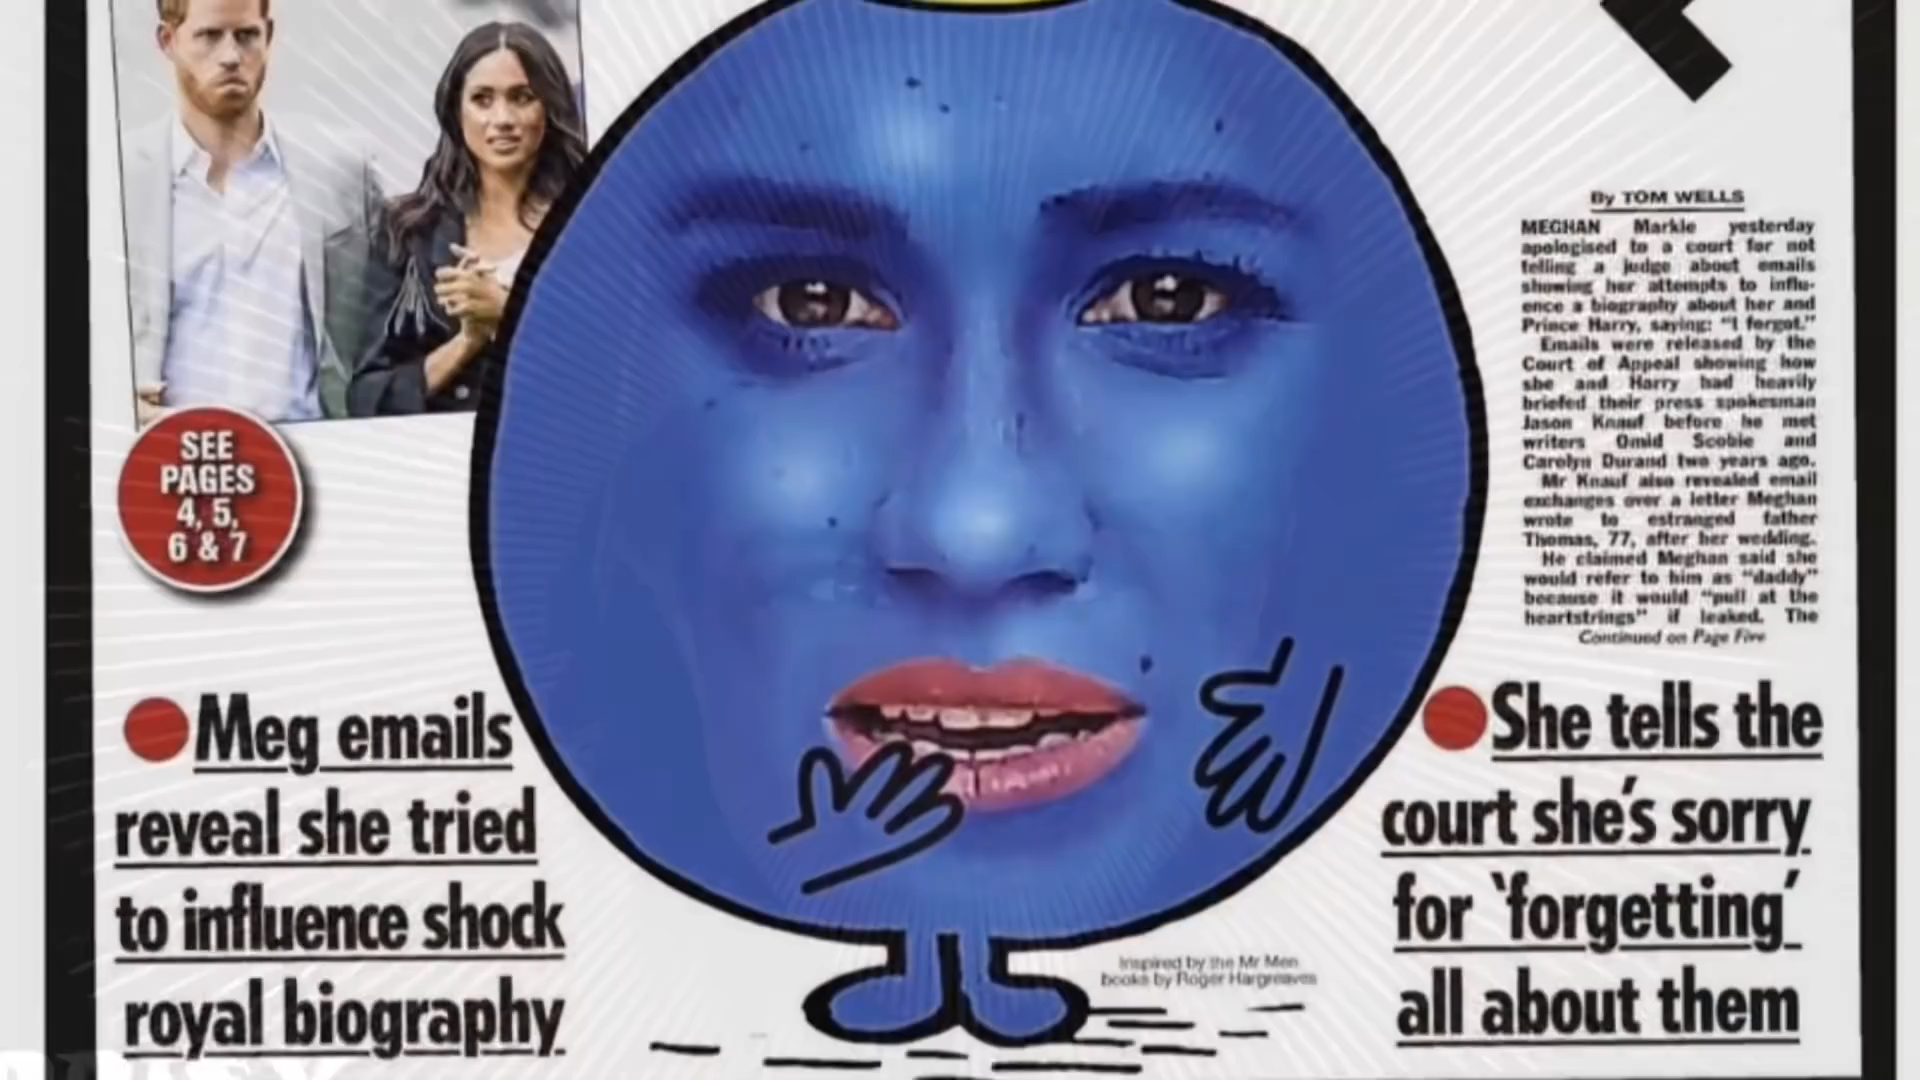 SEE
PAGES
4, 5,
6 & 7
By TOM WELLS
MEGHAN Markle yesterday
apologised to a court for not
telling a judge about emails
showing her attempts to influ-
ence a biography about her and
Prince Harry, saying: "I forgot."
Emails were released by the
Court of Appeal showing how
she and Harry had heavily
briefed their press spokesman
Jason Knauf before he met
writers Omid Scobie and
Carolyn Durand two years ago.
Mr Knauf also revealed email
exchanges over a letter Meghan
wrote to estranged father
Thomas, 77, after her wedding.
He claimed Meghan said she
would refer to him as "daddy"
because it would "pull at the
heartstrings" if leaked. The
Continued on Page Five
Meg emails
reveal she tried
to influence shock
royal biography
She tells the
court she's sorry
for 'forgetting'
all about them
Inspired by the Mr Men
books by Roger Hargreaves